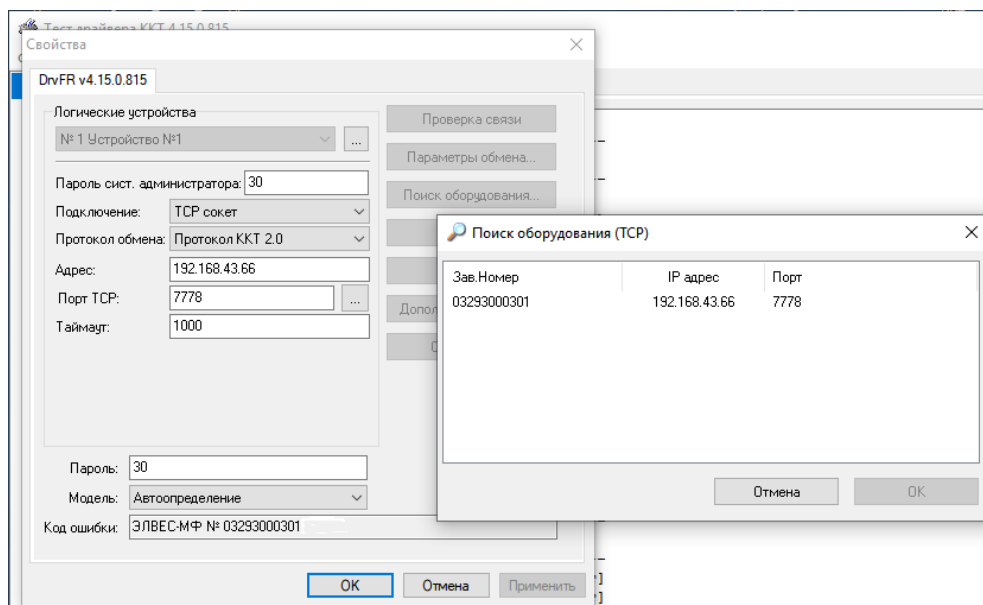 Тест драйвера ККТ 4.15.0.815
Свойства
DrvFR v4.15.0.815
Логические устройства
№ 1 Устройство №1
...
Проверка связи
Параметры обмена...
Поиск оборудования...
Пароль сист. администратора: 30
Подключение: TCP сокет
Протокол обмена: Протокол ККТ 2.0
Адрес: 192.168.43.66
Порт TCP: 7778
...
Таймаут: 1000
Пароль: 30
Модель: Автоопределение
Код ошибки: ЭЛВЕС-МФ № 03293000301
OK
Отмена
Применить
Поиск оборудования (TCP)
Зав.Номер IP адрес Порт
03293000301 192.168.43.66 7778
Отмена
OK